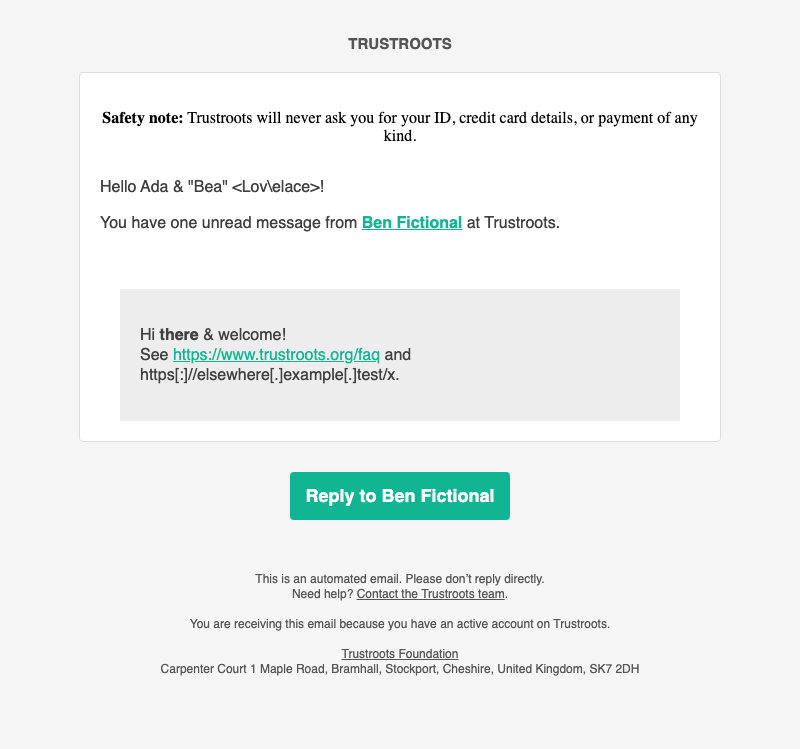 TRUSTROOTS
Safety note: Trustroots will never ask you for your ID, credit card details, or payment of any
kind.
Hello Ada & "Bea" <Lov\elace>!
You have one unread message from Ben Fictional at Trustroots.
Hi there & welcome!
See https://www.trustroots.org/faq and
https[:]//elsewhere[.]example[.]test/x.
Reply to Ben Fictional
This is an automated email. Please don’t reply directly.
Need help? Contact the Trustroots team.
You are receiving this email because you have an active account on Trustroots.
Trustroots Foundation
Carpenter Court 1 Maple Road, Bramhall, Stockport, Cheshire, United Kingdom, SK7 2DH